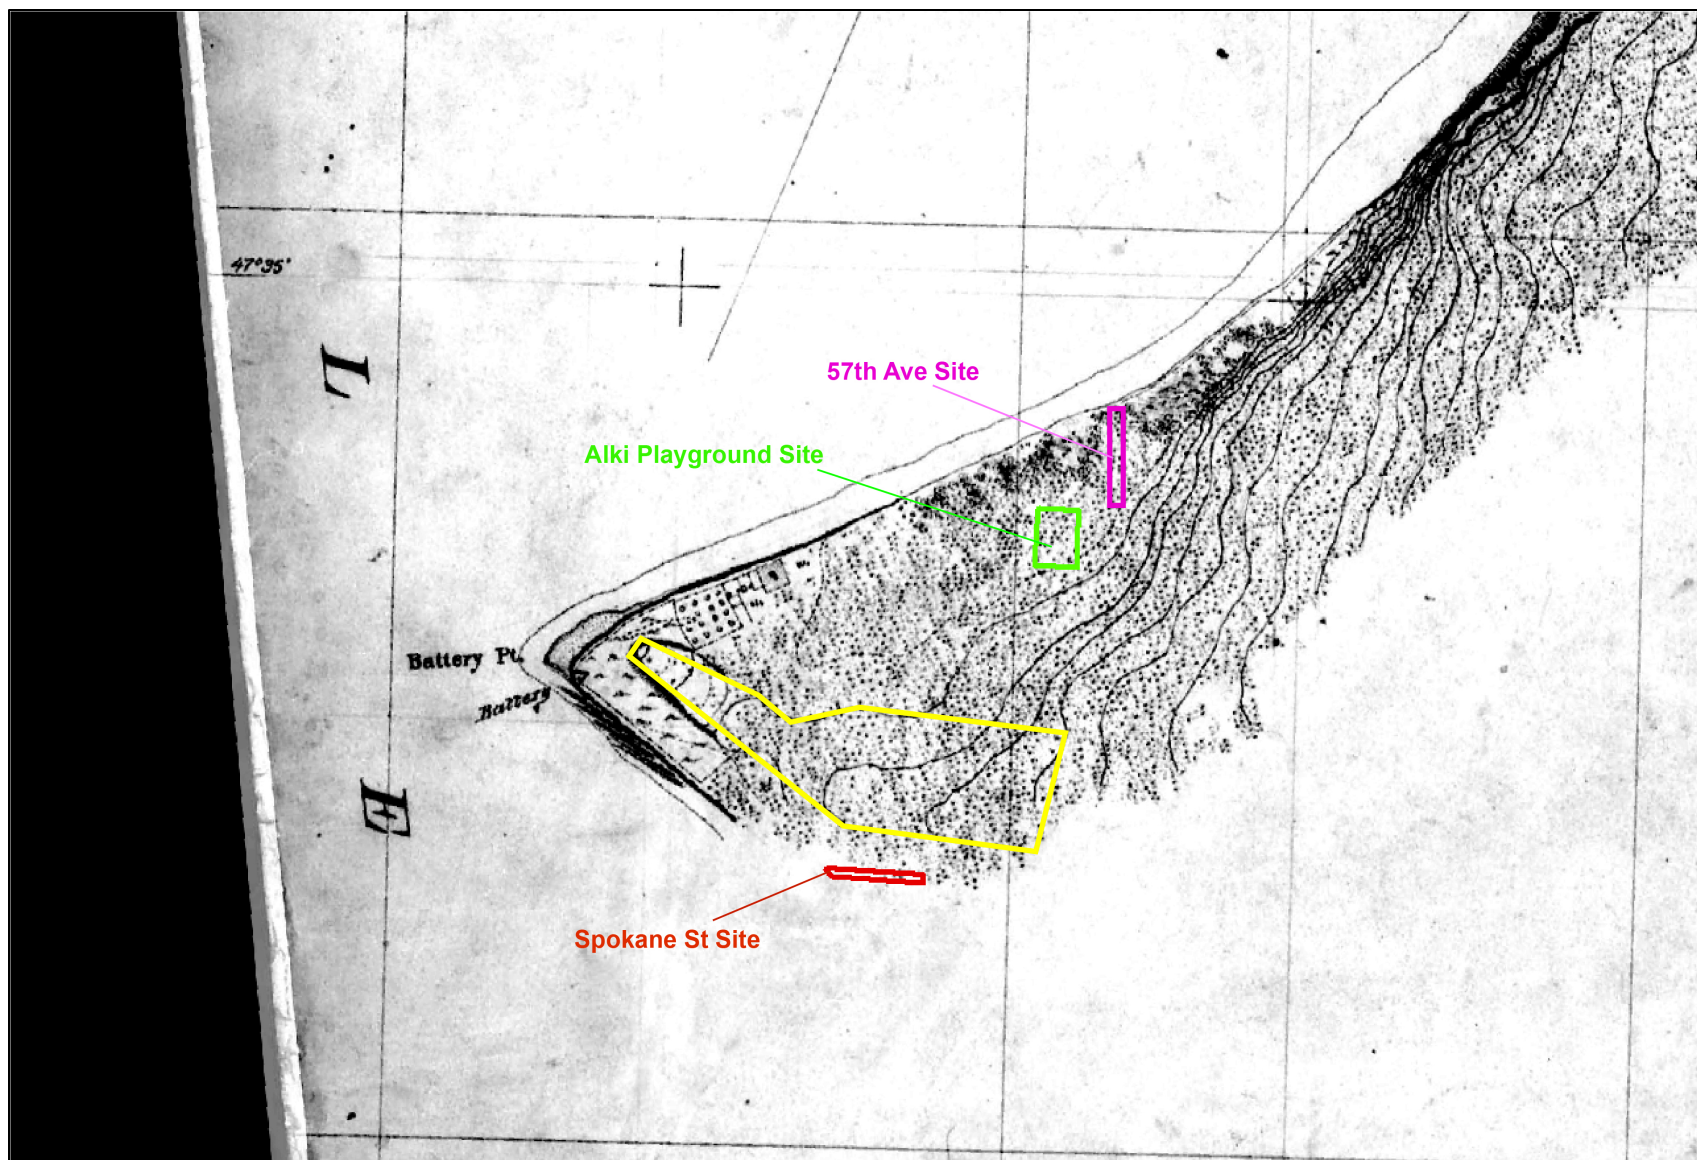 47°35'
L
57th Ave Site
Alki Playground Site
Battery Pt.
Battery
E
Spokane St Site